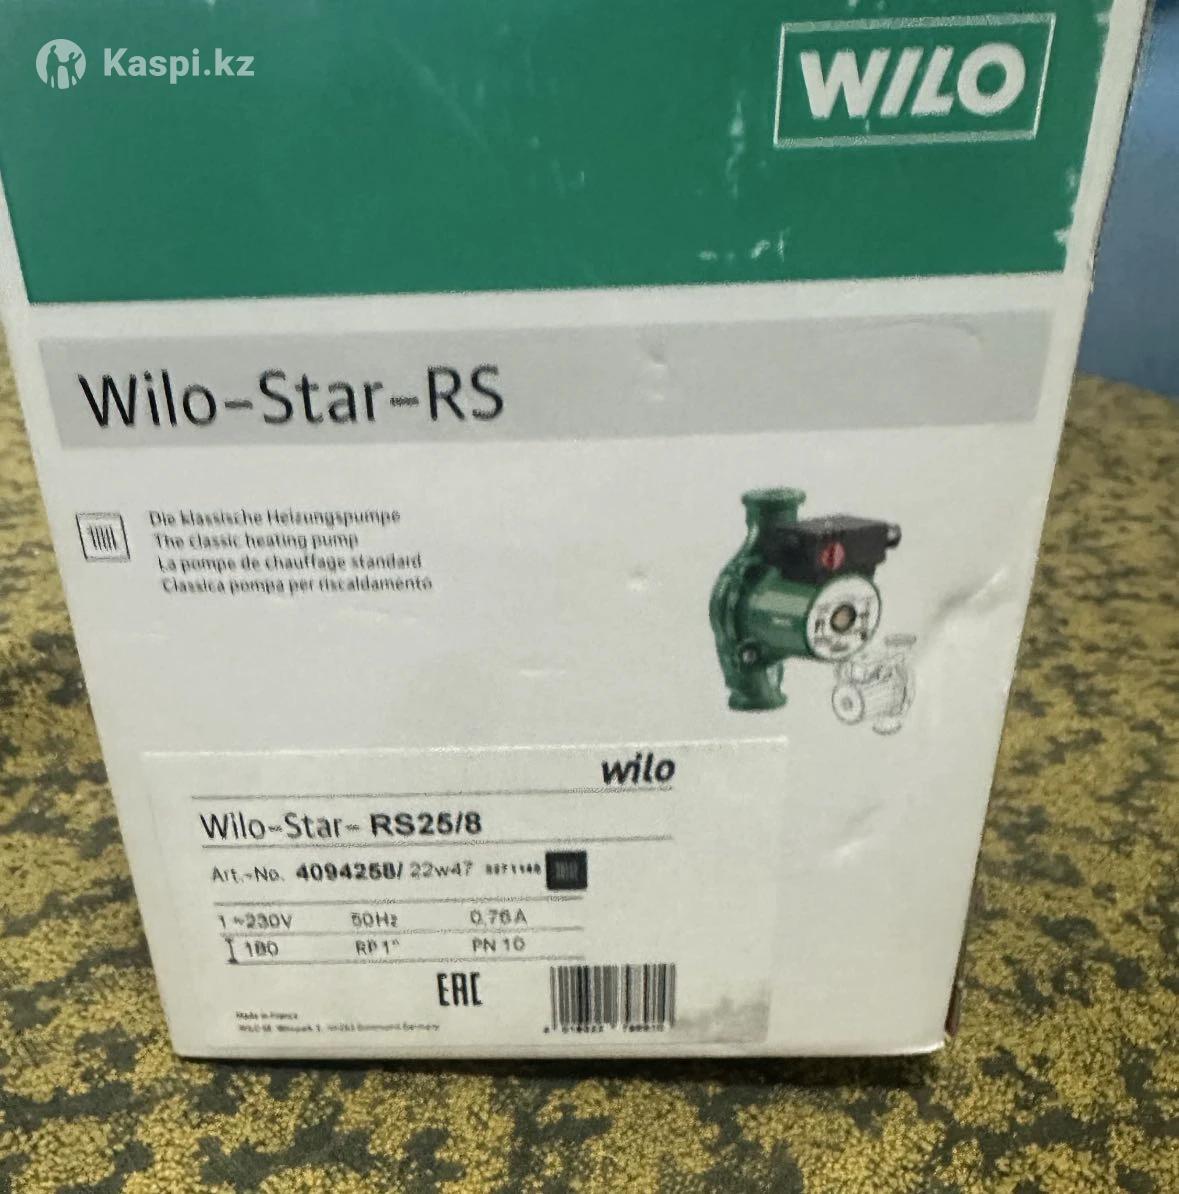 Kaspi.kz
WILO
Wilo-Star-RS
Die klassische Heizungspumpe
The classic heating pump
La pompe de chauffage standard
Classica pompa per riscaldamento
wilo
Wilo-Star- RS25/8
Art.-No. 4094258/ 22w47
1~230V 50Hz 0,76A
180 RP 1" PN 10
EAC
Made in France